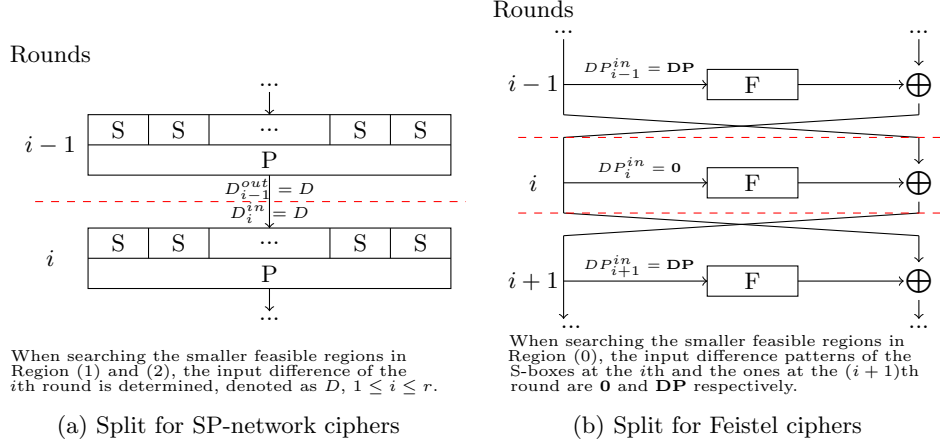 Rounds
...
i − 1
S S ... S S
P
D^{out}_{i−1} = D
D^{in}_i = D
i
S S ... S S
P
...
When searching the smaller feasible regions in
Region (1) and (2), the input difference of the
ith round is determined, denoted as D, 1 ≤ i ≤ r.
(a) Split for SP-network ciphers
Rounds
... ...
i − 1
DP^{in}_{i−1} = DP
F
i
DP^{in}_i = 0
F
i + 1
DP^{in}_{i+1} = DP
F
... ...
When searching the smaller feasible regions in
Region (0), the input difference patterns of the
S-boxes at the ith and the ones at the (i + 1)th
round are 0 and DP respectively.
(b) Split for Feistel ciphers